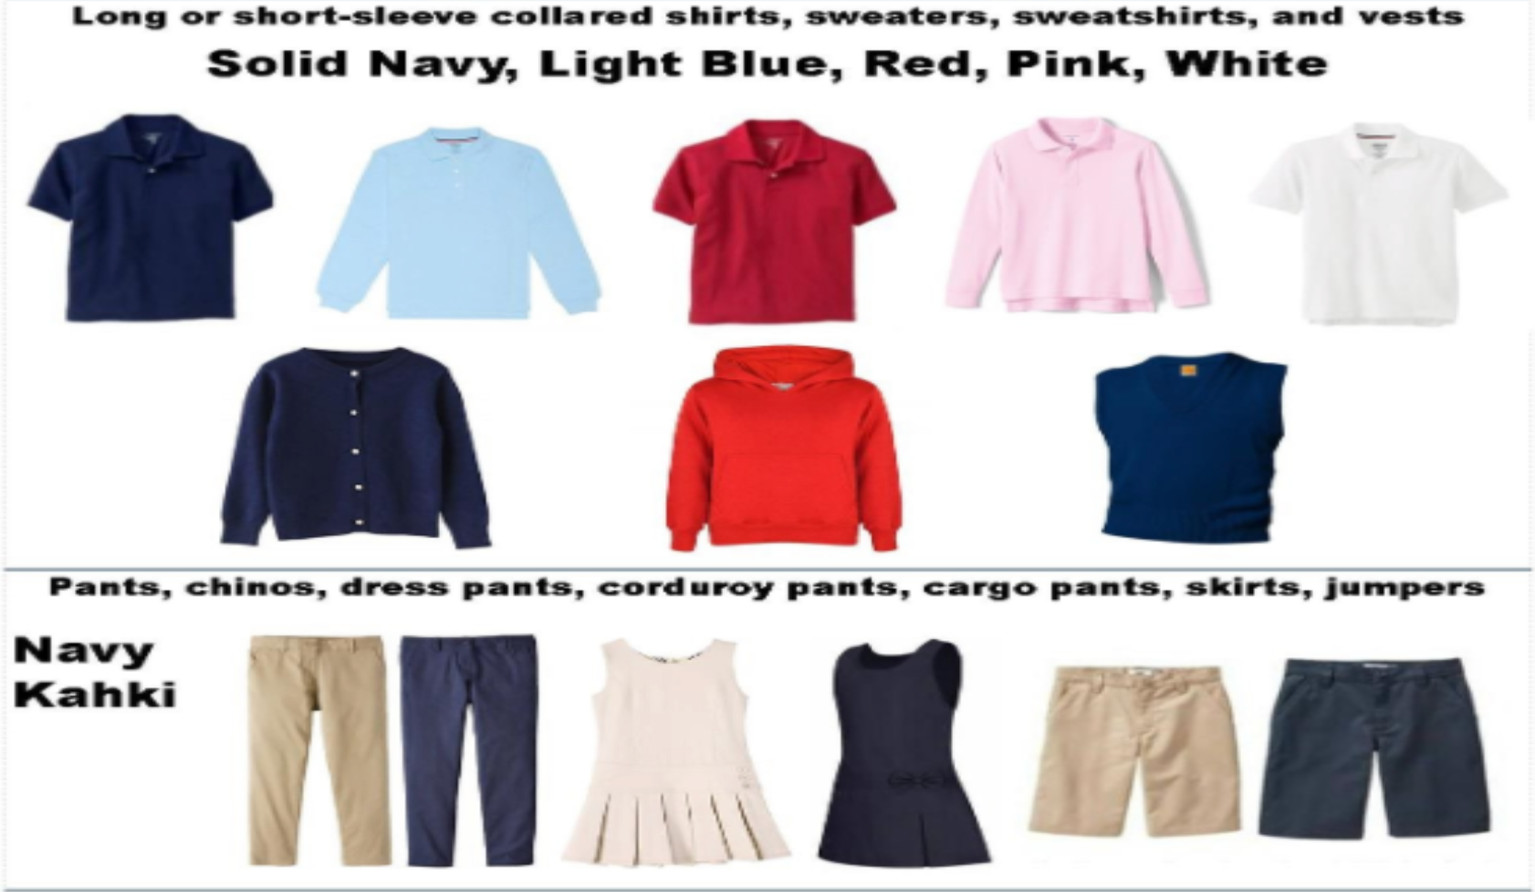 Long or short-sleeve collared shirts, sweaters, sweatshirts, and vests
Solid Navy, Light Blue, Red, Pink, White
Pants, chinos, dress pants, corduroy pants, cargo pants, skirts, jumpers
Navy
Kahki